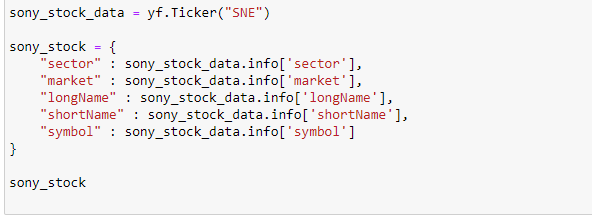 sony_stock_data = yf.Ticker("SNE")
sony_stock = {
"sector" : sony_stock_data.info['sector'],
"market" : sony_stock_data.info['market'],
"longName" : sony_stock_data.info['longName'],
"shortName" : sony_stock_data.info['shortName'],
"symbol" : sony_stock_data.info['symbol']
}
sony_stock